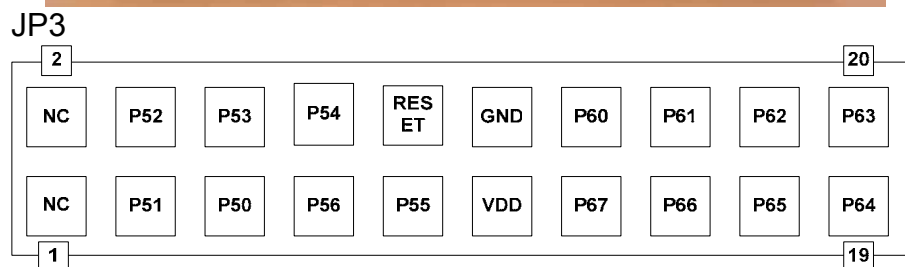 JP3
2 20
NC P52 P53 P54 RES GND P60 P61 P62 P63
ET
NC P51 P50 P56 P55 VDD P67 P66 P65 P64
1 19